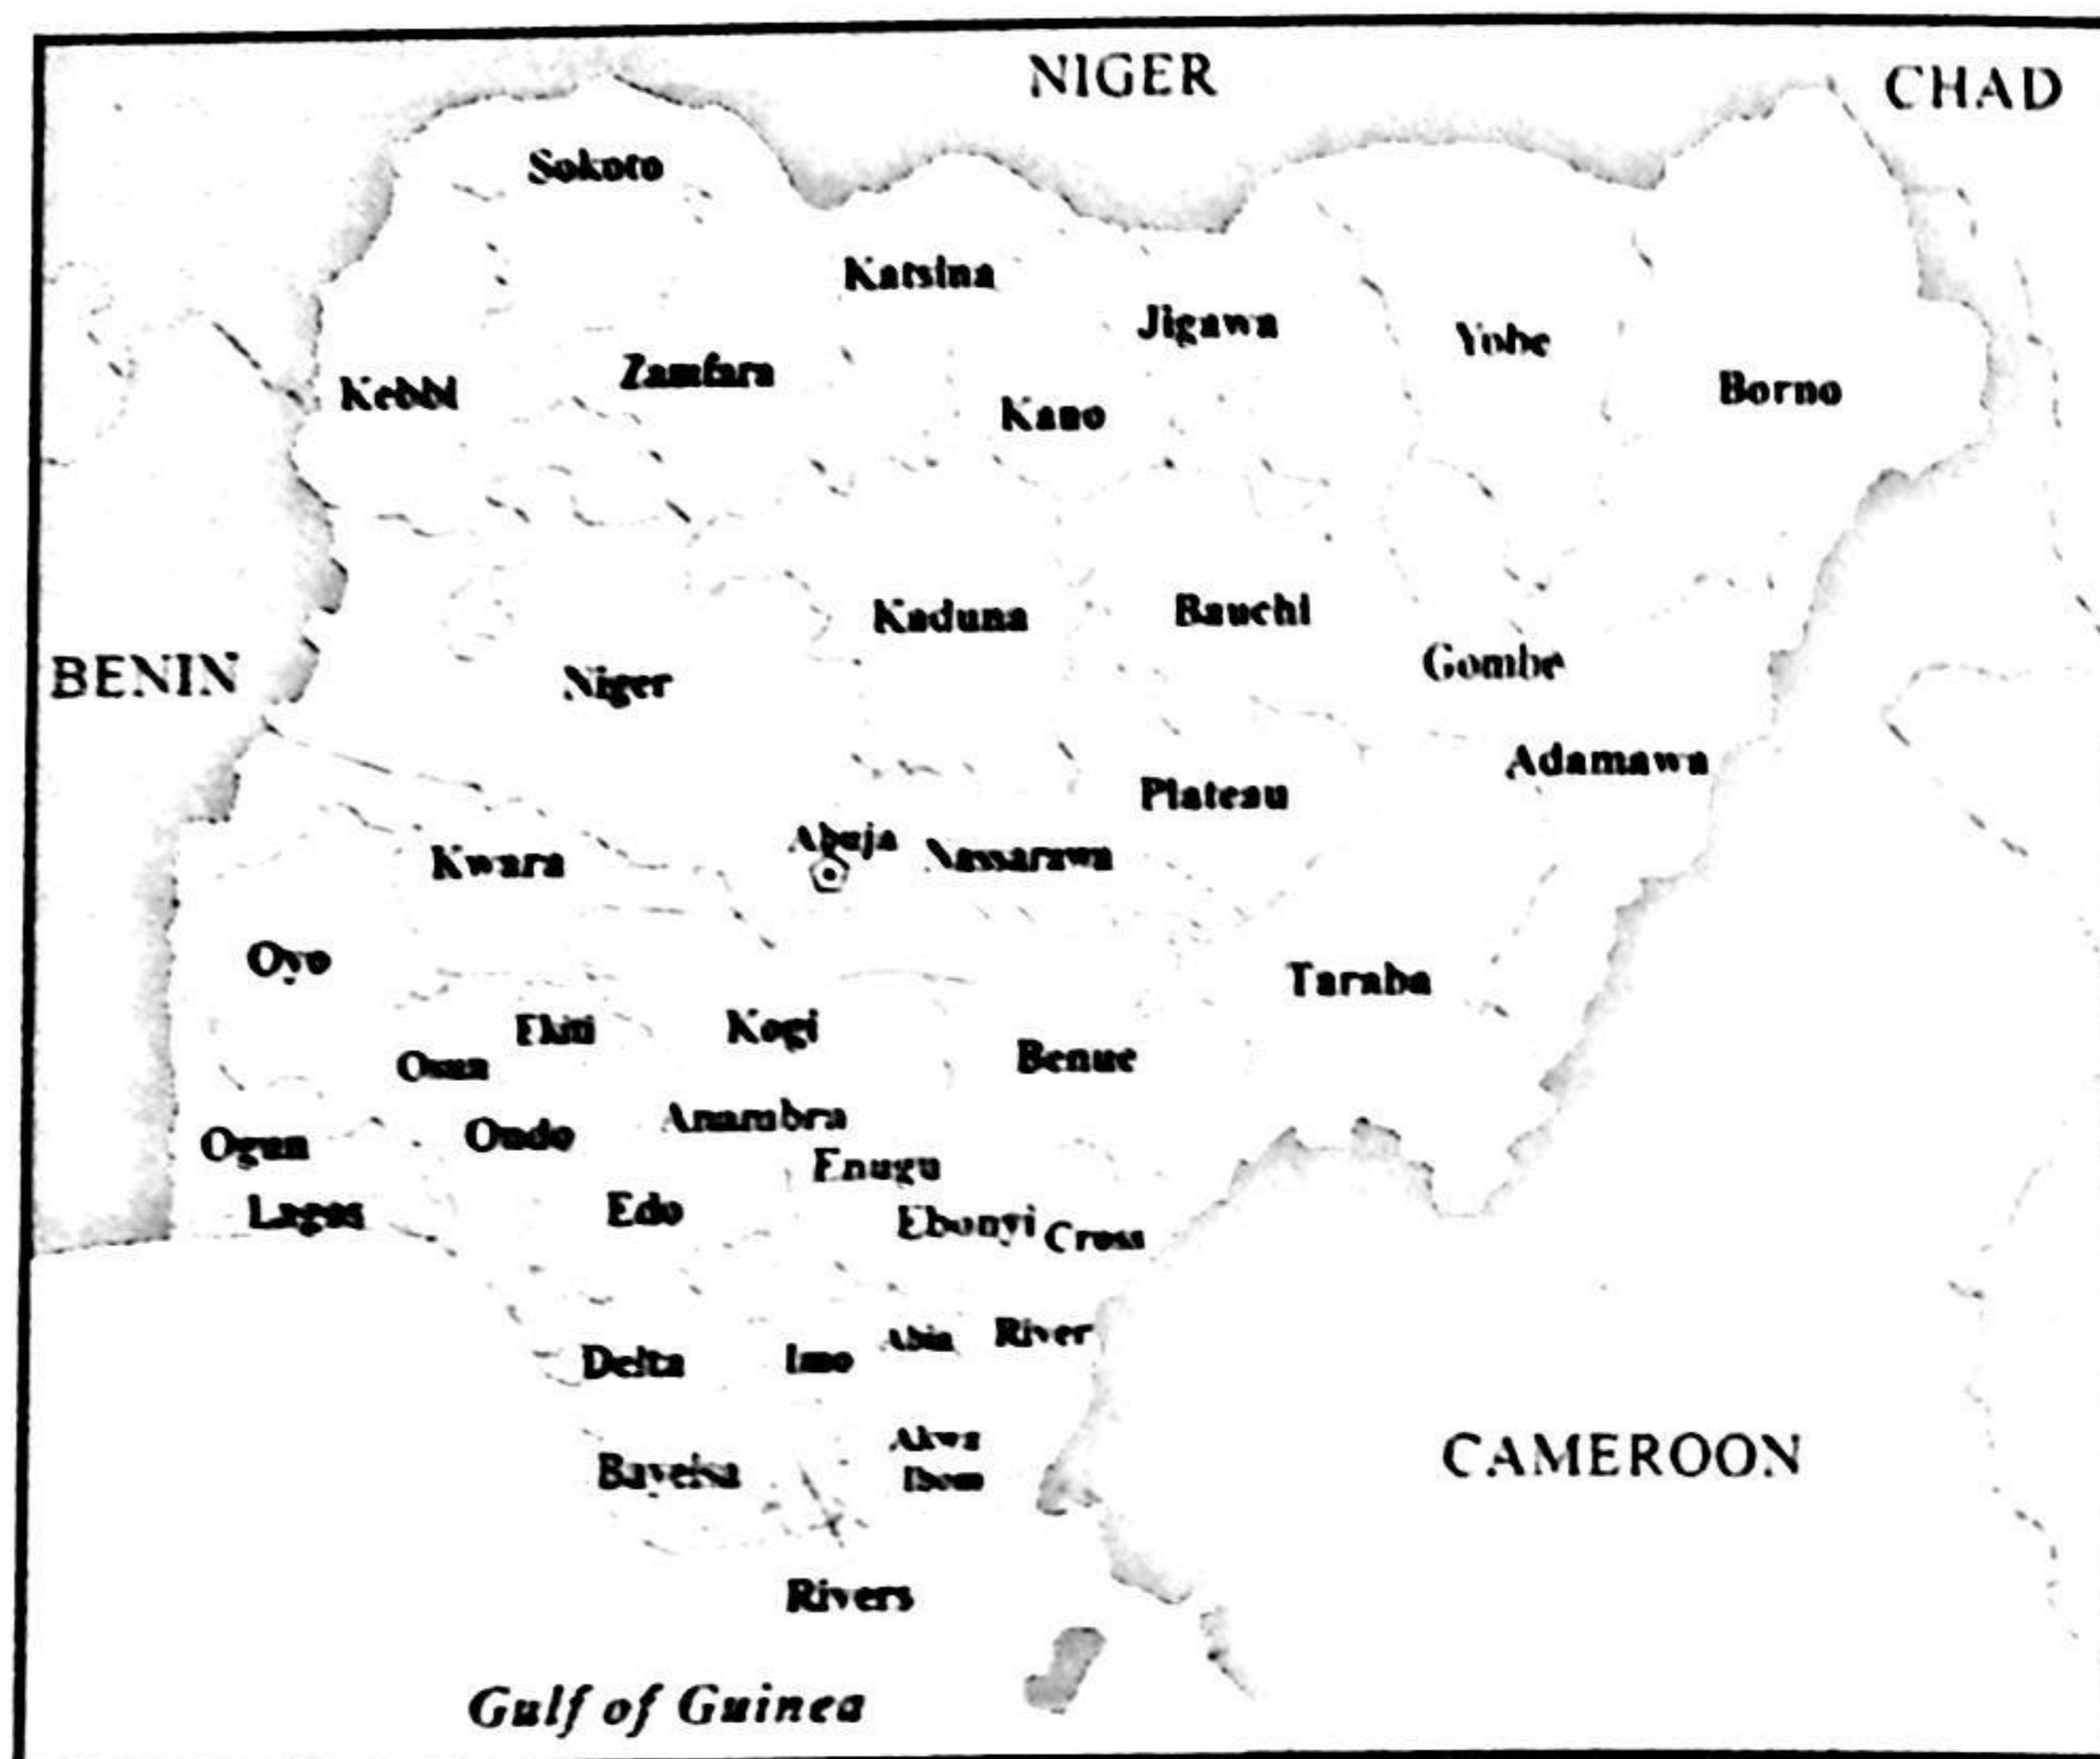 NIGER
CHAD
Sokoto
Katsina
Jigawa
Yobe
Zamfara
Kebbi
Borno
Kano
Kaduna
Bauchi
Gombe
BENIN
Niger
Adamawa
Plateau
Abuja
Nassarawa
Kwara
Oyo
Taraba
Ekiti
Kogi
Osun
Benue
Anambra
Ondo
Ogun
Enugu
Lagos
Edo
Ebonyi
Cross
River
Abia
Delta
Imo
Akwa
Ibom
Bayelsa
CAMEROON
Rivers
Gulf of Guinea